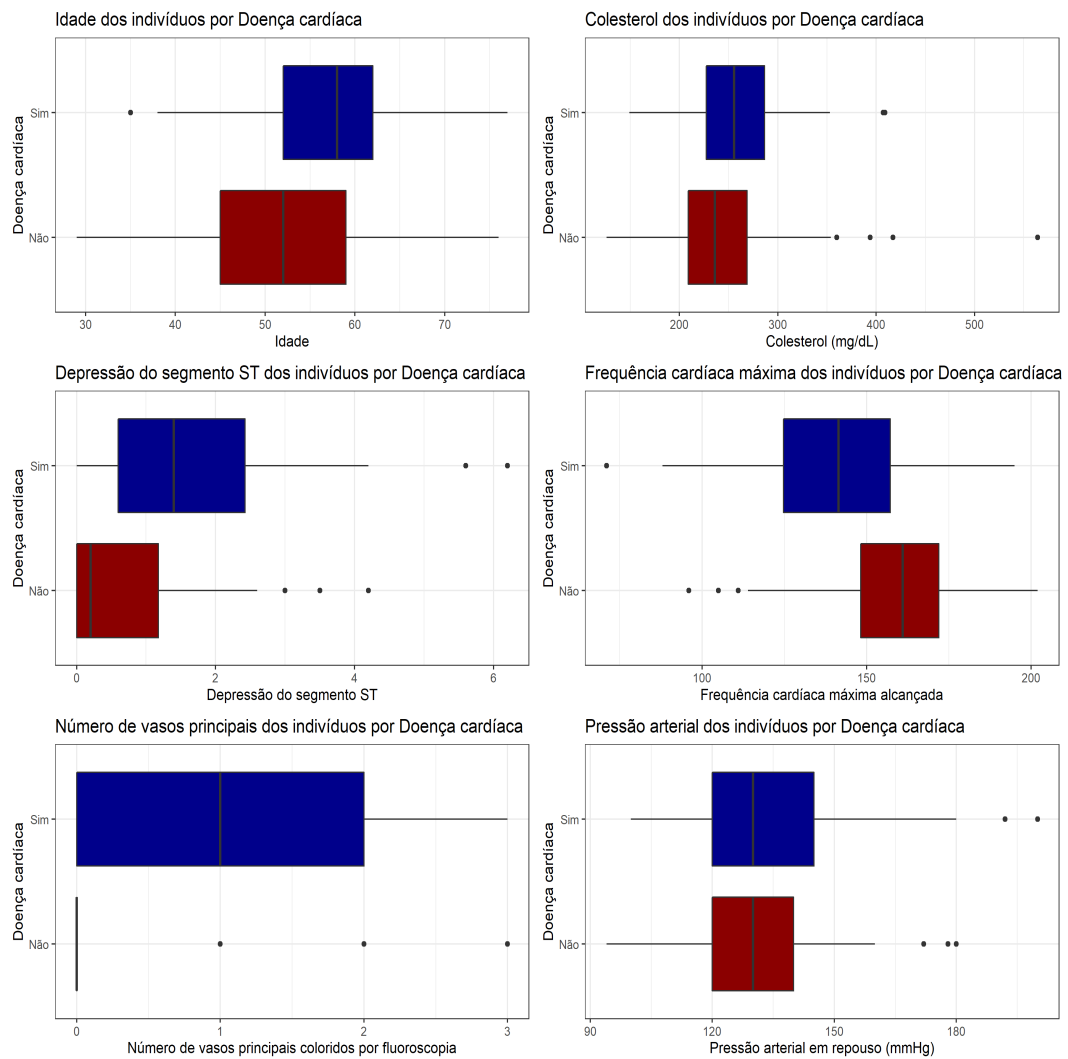 Idade dos indivíduos por Doença cardíaca
Doença cardíaca
Sim
Não
30 40 50 60 70
Idade
Colesterol dos indivíduos por Doença cardíaca
Doença cardíaca
Sim
Não
200 300 400 500
Colesterol (mg/dL)
Depressão do segmento ST dos indivíduos por Doença cardíaca
Doença cardíaca
Sim
Não
0 2 4 6
Depressão do segmento ST
Frequência cardíaca máxima dos indivíduos por Doença cardíaca
Doença cardíaca
Sim
Não
100 150 200
Frequência cardíaca máxima alcançada
Número de vasos principais dos indivíduos por Doença cardíaca
Doença cardíaca
Sim
Não
0 1 2 3
Número de vasos principais coloridos por fluoroscopia
Pressão arterial dos indivíduos por Doença cardíaca
Doença cardíaca
Sim
Não
90 120 150 180
Pressão arterial em repouso (mmHg)